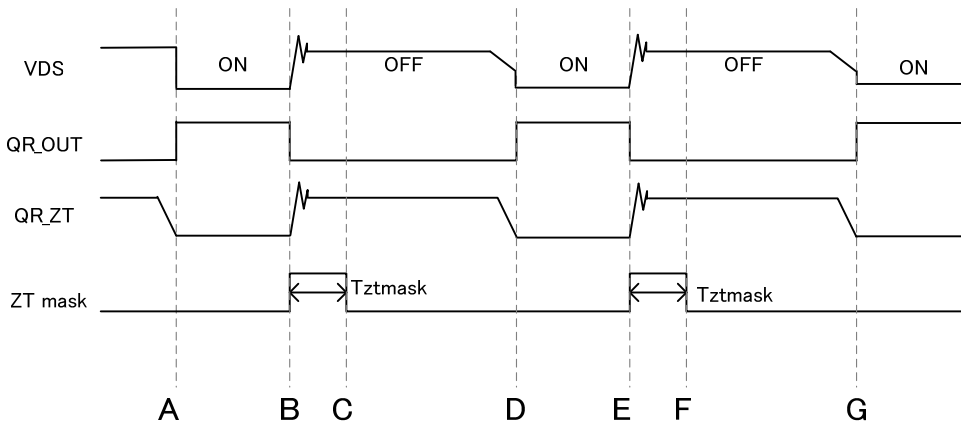 VDS ON OFF ON OFF ON
QR_OUT
QR_ZT
ZT mask Tztmask Tztmask
A B C D E F G